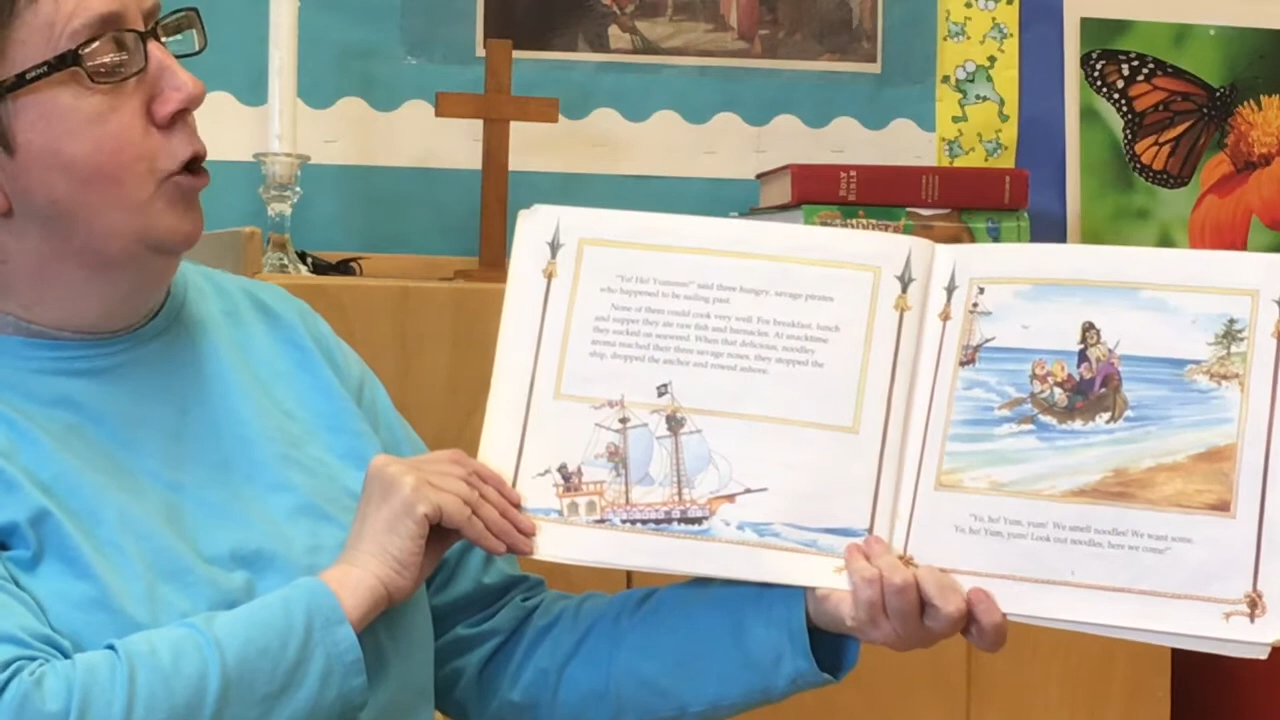 DKNY
HOLY
BIBLE
"Yo! Ho! Yummm!" said three hungry, savage pirates
who happened to be sailing past.
None of them could cook very well. For breakfast, lunch
and supper they ate raw fish and barnacles. At snacktime
they sucked on seaweed. When that delicious, noodley
aroma reached their three savage noses, they stopped the
ship, dropped the anchor and rowed ashore.
"Yo, ho! Yum, yum! We smell noodles! We want some.
Yo, ho! Yum, yum! Look out noodles, here we come!"